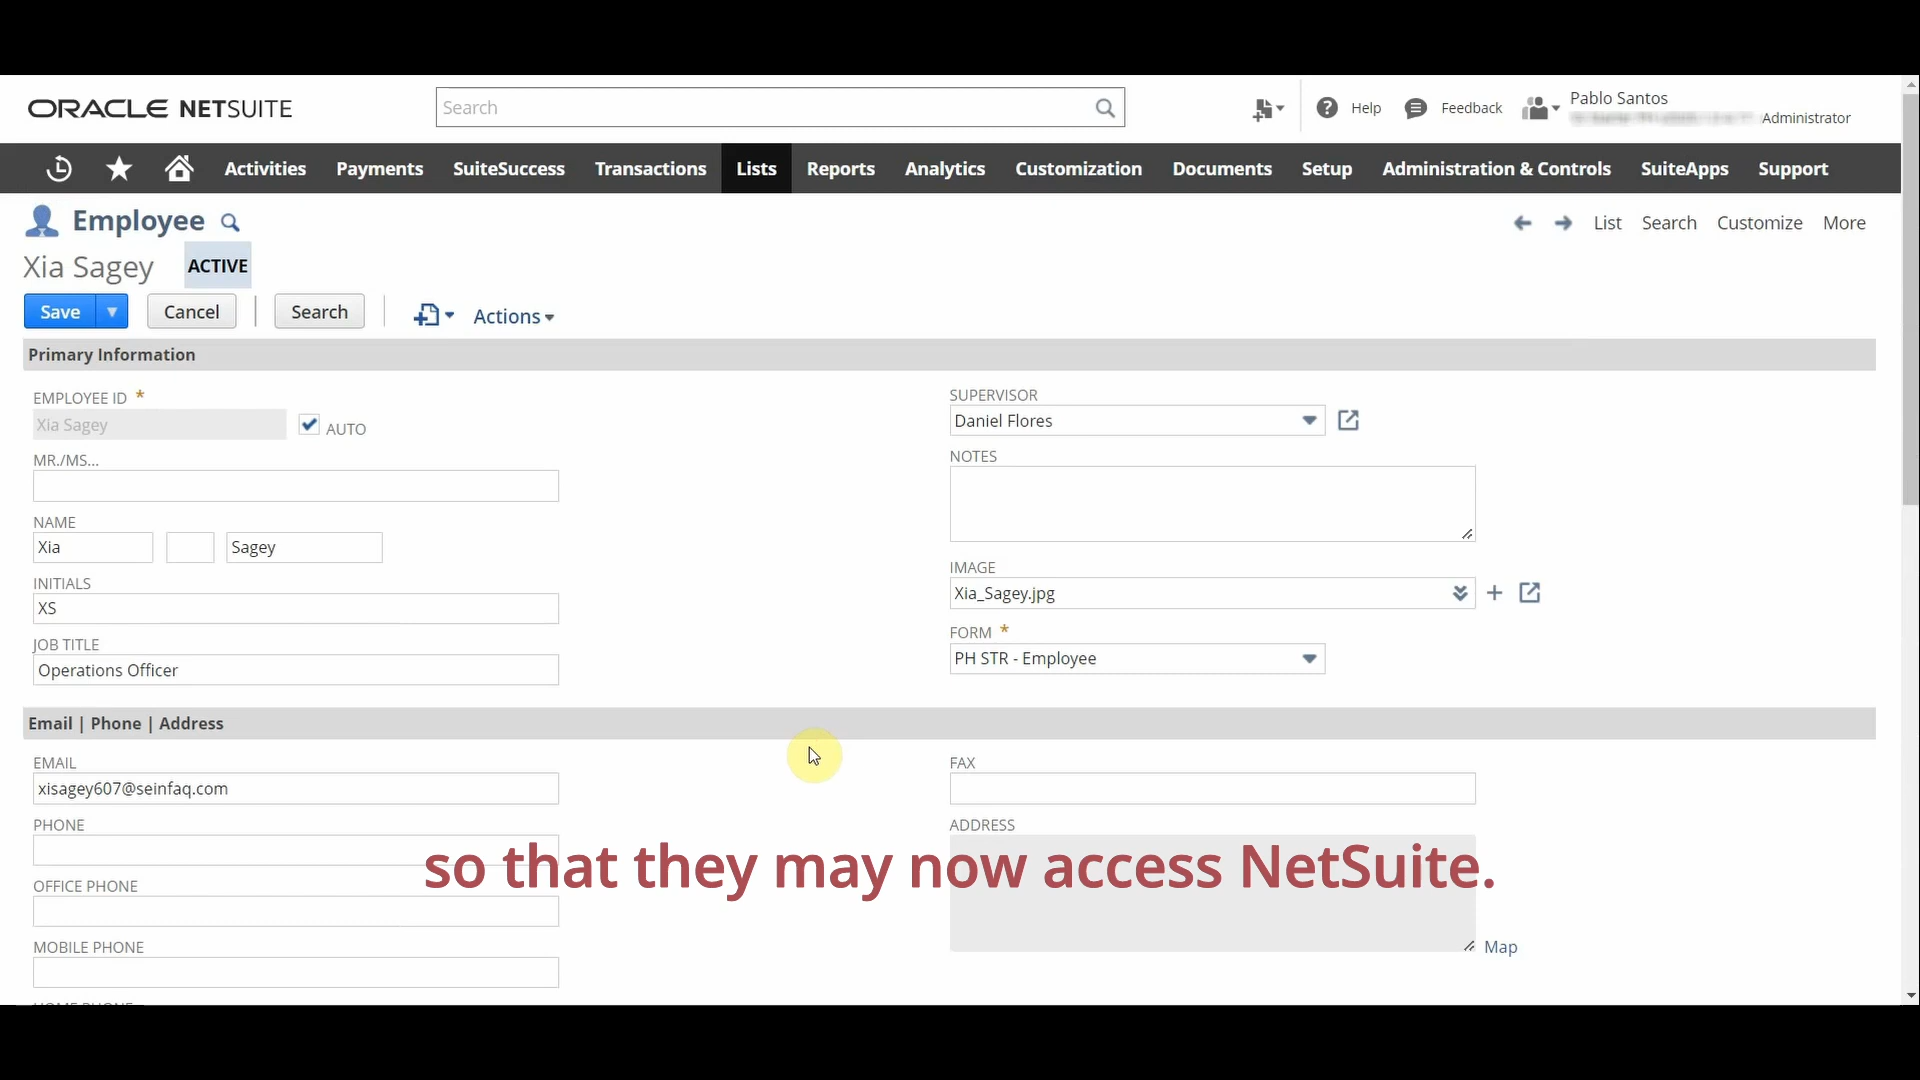 ORACLE NETSUITE
Search
Help
Feedback
Pablo Santos
Administrator
Activities Payments SuiteSuccess Transactions Lists Reports Analytics Customization Documents Setup Administration & Controls SuiteApps Support
Employee
List Search Customize More
Xia Sagey ACTIVE
Save Cancel Search Actions
Primary Information
EMPLOYEE ID *
Xia Sagey
AUTO
MR./MS...
NAME
Xia Sagey
INITIALS
XS
JOB TITLE
Operations Officer
SUPERVISOR
Daniel Flores
NOTES
IMAGE
Xia_Sagey.jpg
FORM *
PH STR - Employee
Email | Phone | Address
EMAIL
xisagey607@seinfaq.com
PHONE
OFFICE PHONE
MOBILE PHONE
FAX
ADDRESS
Map
so that they may now access NetSuite.